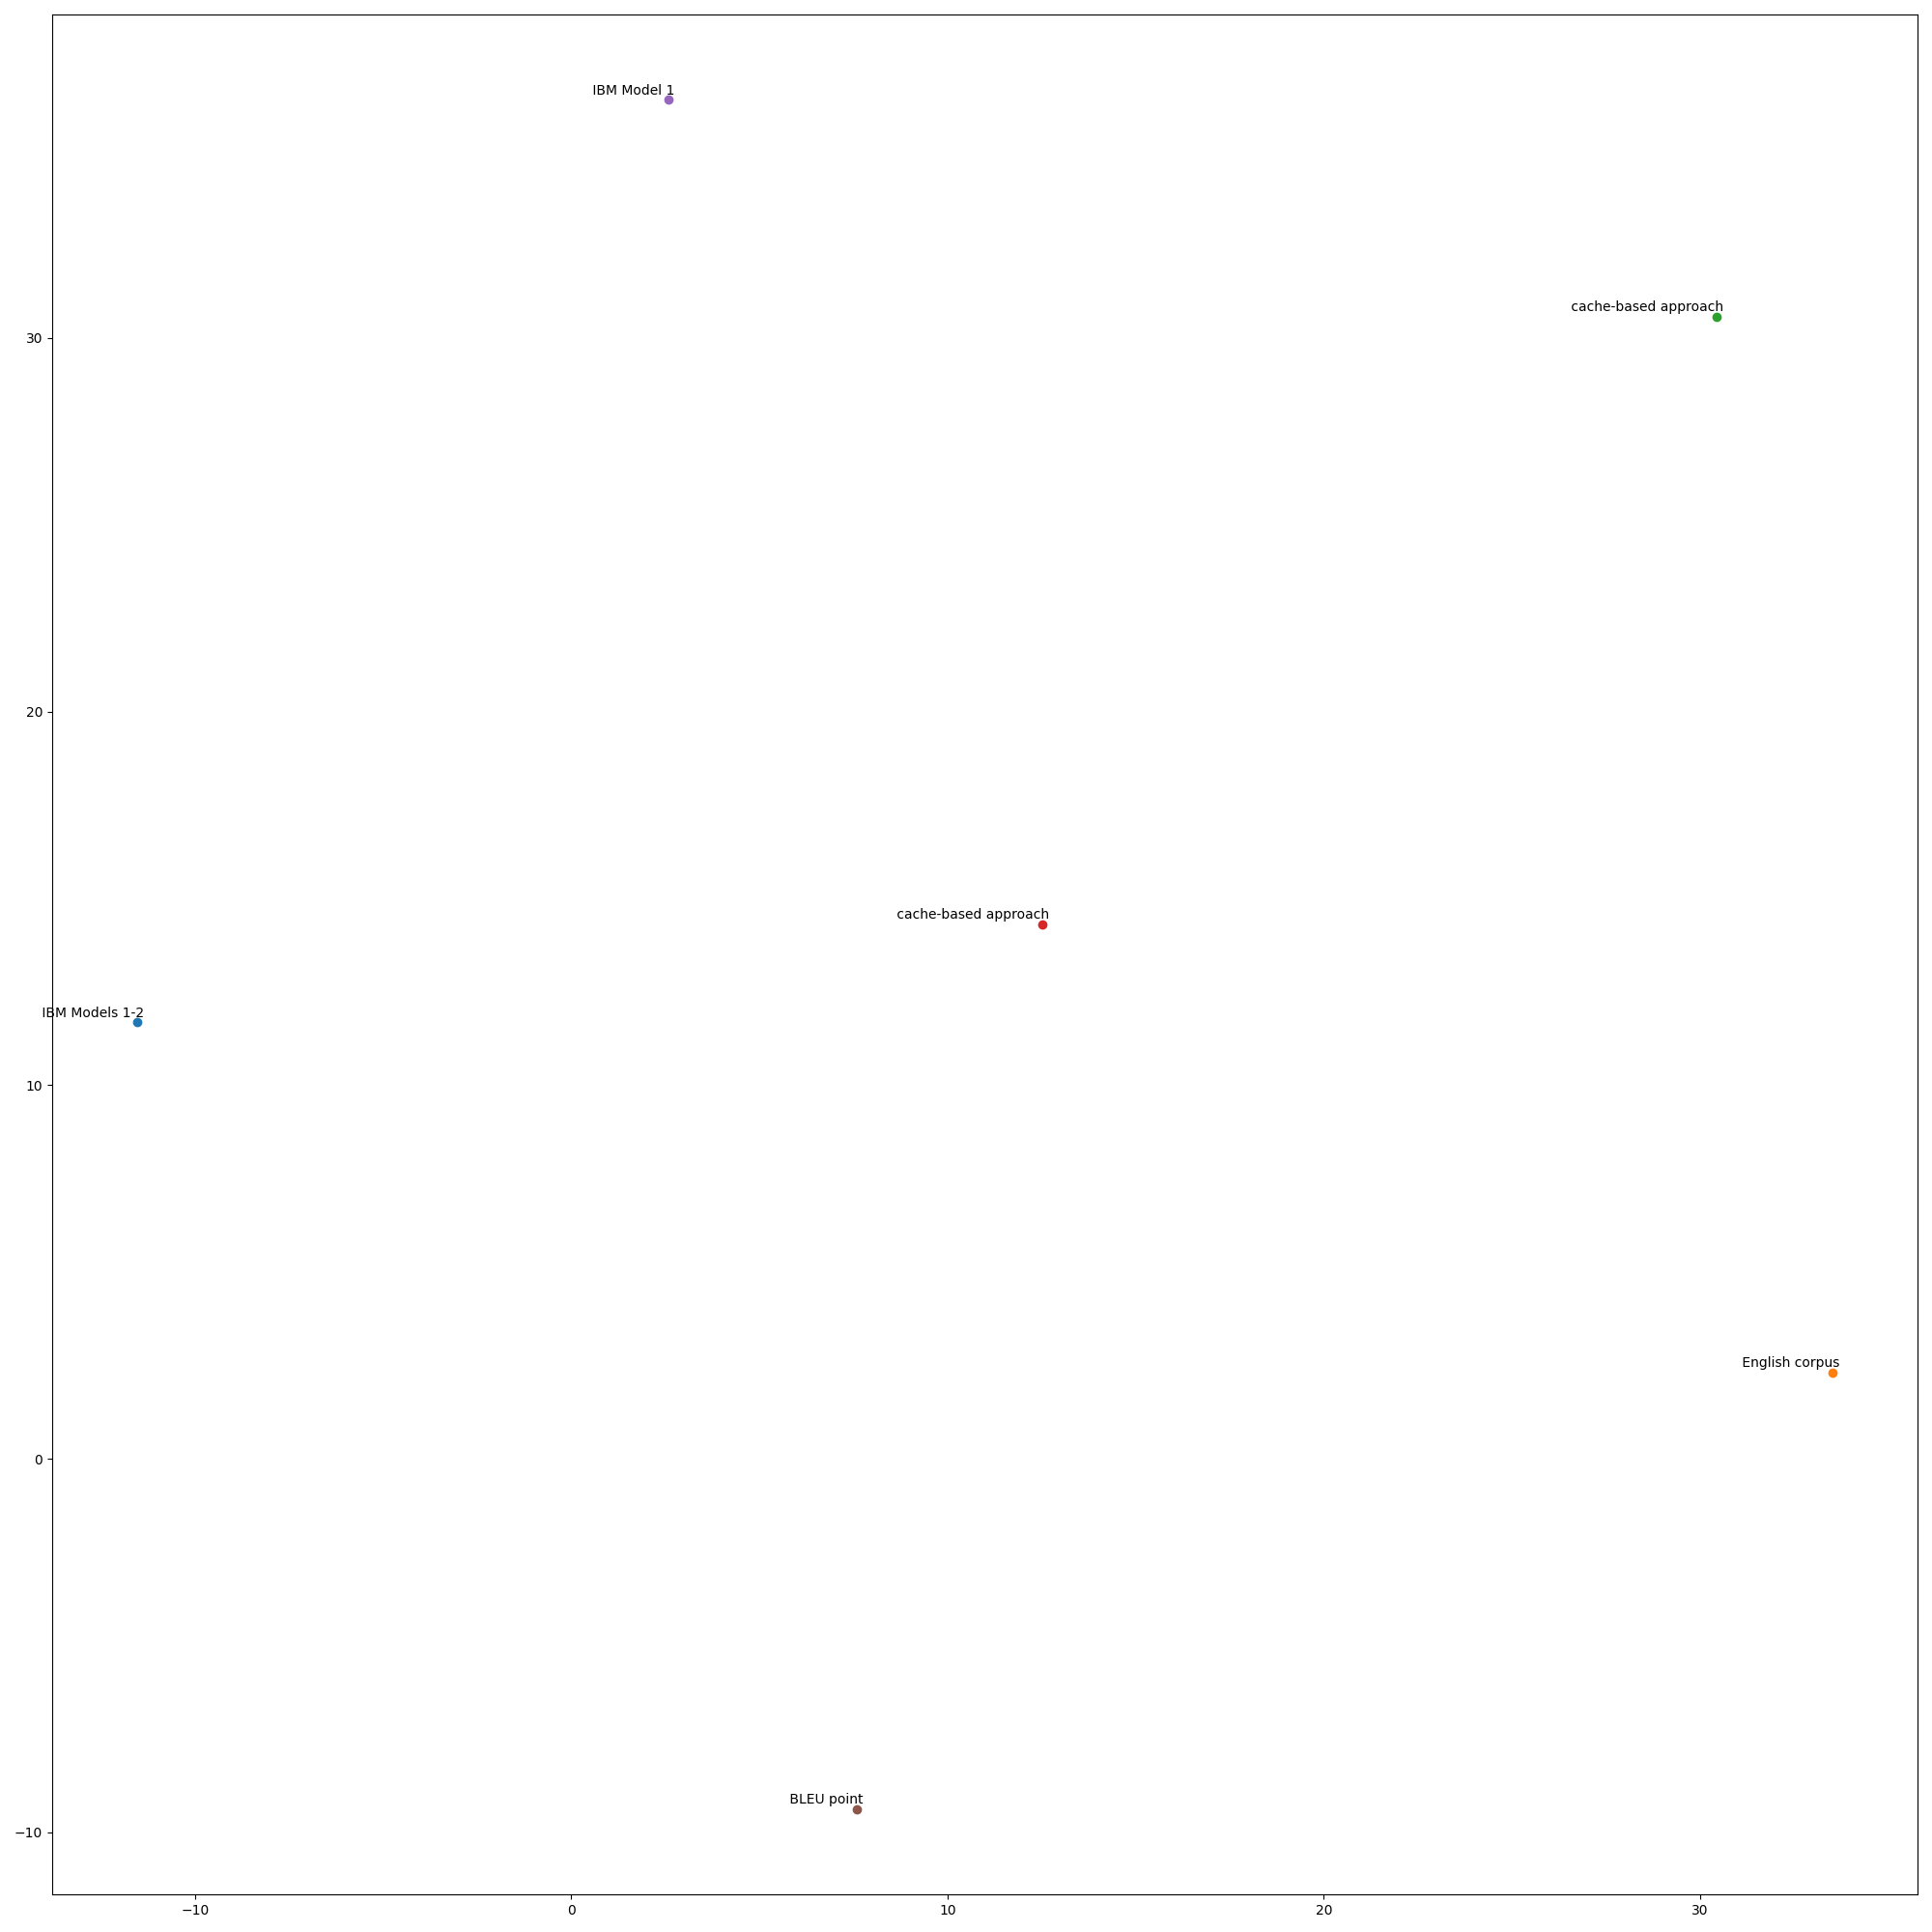 IBM Model 1
cache-based approach
30
20
cache-based approach
IBM Models 1-2
10
English corpus
0
BLEU point
−10
−10 0 10 20 30